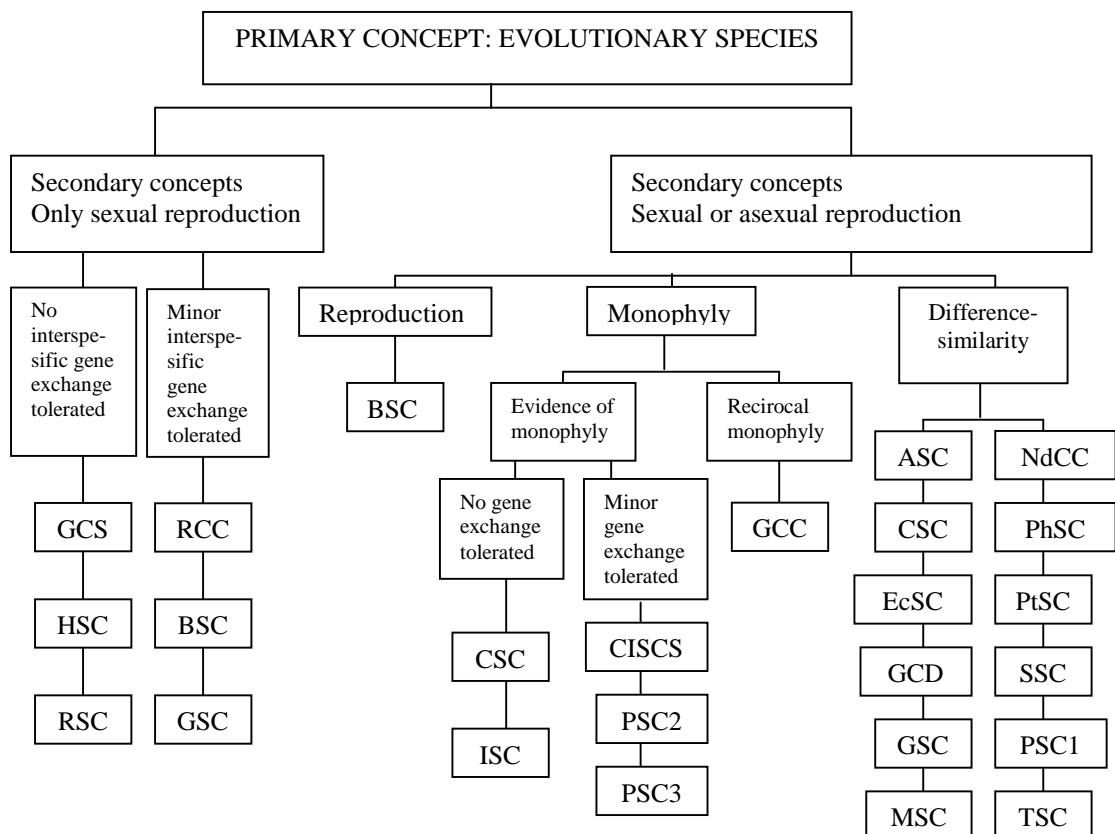 PRIMARY CONCEPT: EVOLUTIONARY SPECIES
Secondary concepts
Only sexual reproduction
Secondary concepts
Sexual or asexual reproduction
No
interspe-
sific gene
exchange
tolerated
Minor
interspe-
sific
gene
exchange
tolerated
Reproduction
Monophyly
Difference-
similarity
BSC
Evidence of
monophyly
Recirocal
monophyly
No gene
exchange
tolerated
Minor
gene
exchange
tolerated
GCC
GCS
HSC
RSC
RCC
BSC
GSC
CSC
ISC
CISCS
PSC2
PSC3
ASC
CSC
EcSC
GCD
GSC
MSC
NdCC
PhSC
PtSC
SSC
PSC1
TSC